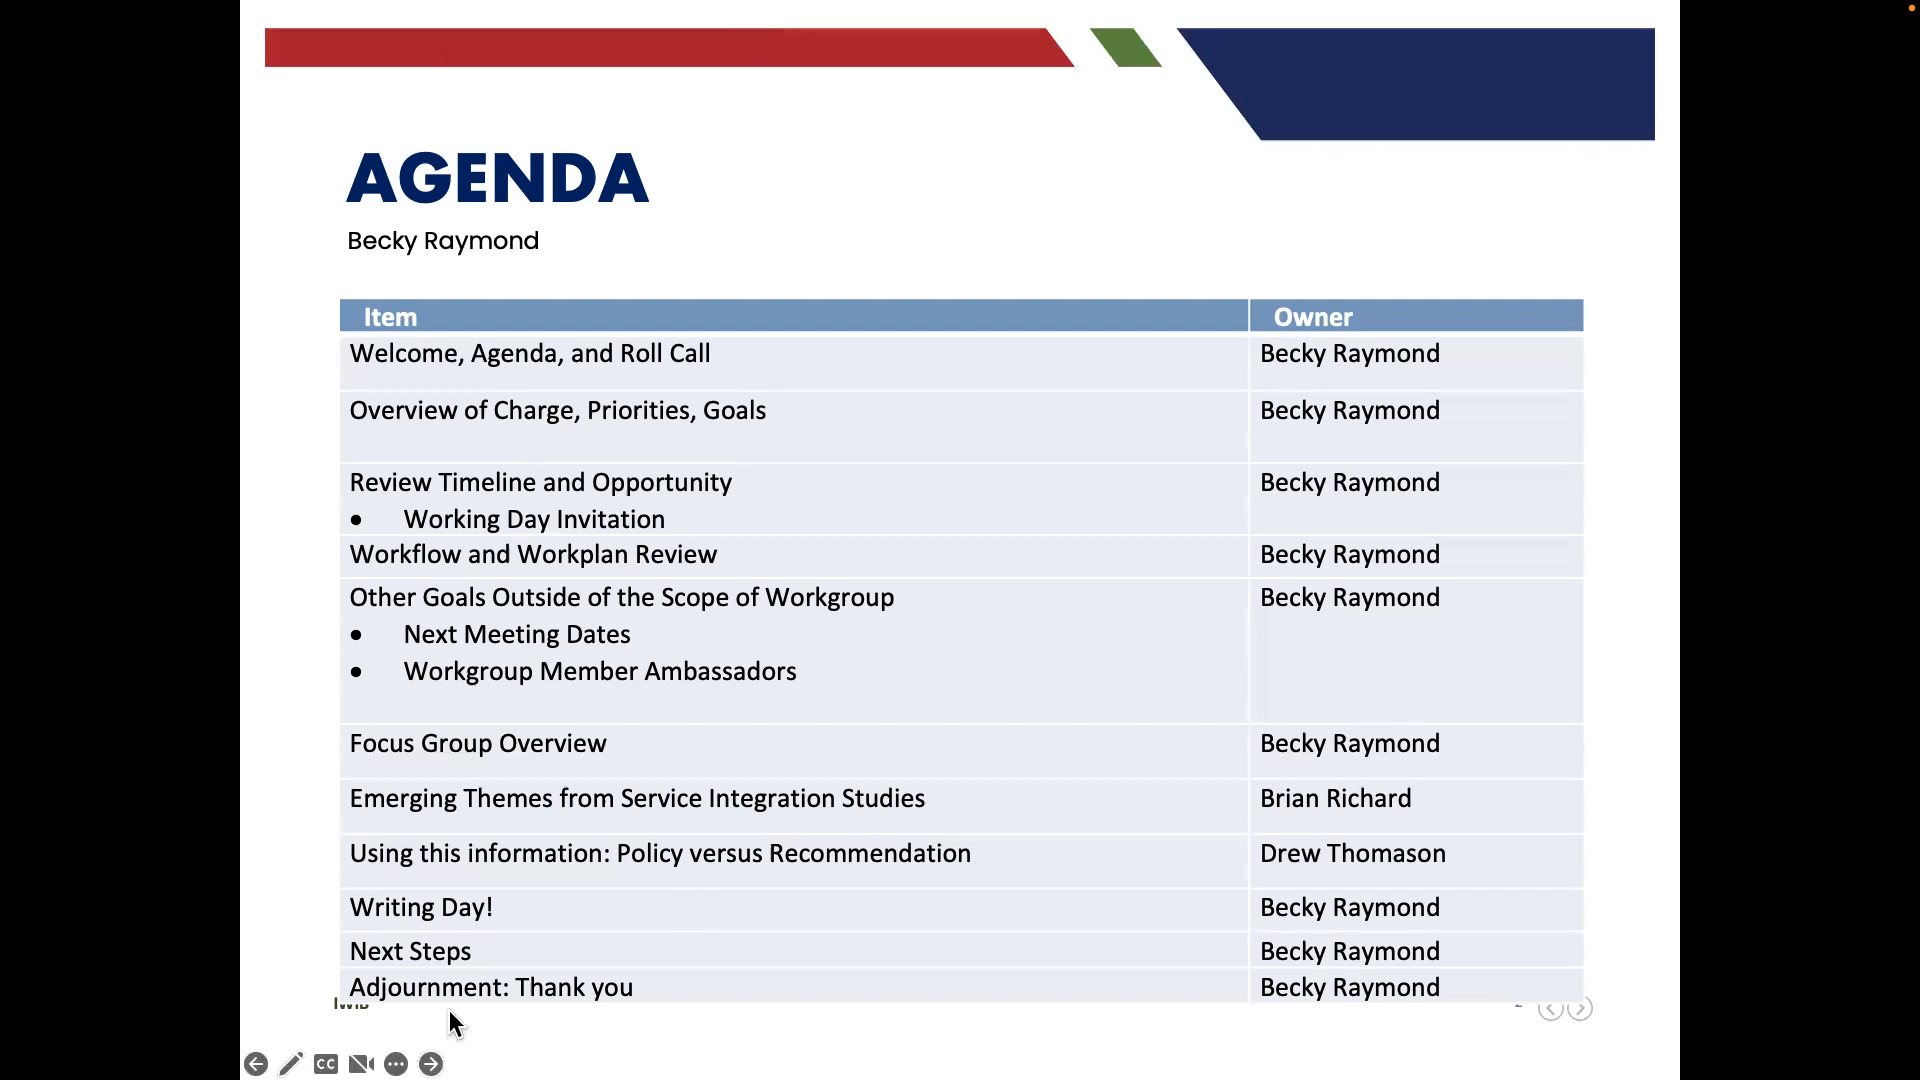 AGENDA
Becky Raymond
Item Owner
Welcome, Agenda, and Roll Call Becky Raymond
Overview of Charge, Priorities, Goals Becky Raymond
Review Timeline and Opportunity Becky Raymond
• Working Day Invitation
Workflow and Workplan Review Becky Raymond
Other Goals Outside of the Scope of Workgroup Becky Raymond
• Next Meeting Dates
• Workgroup Member Ambassadors
Focus Group Overview Becky Raymond
Emerging Themes from Service Integration Studies Brian Richard
Using this information: Policy versus Recommendation Drew Thomason
Writing Day! Becky Raymond
Next Steps Becky Raymond
Adjournment: Thank you Becky Raymond
CC